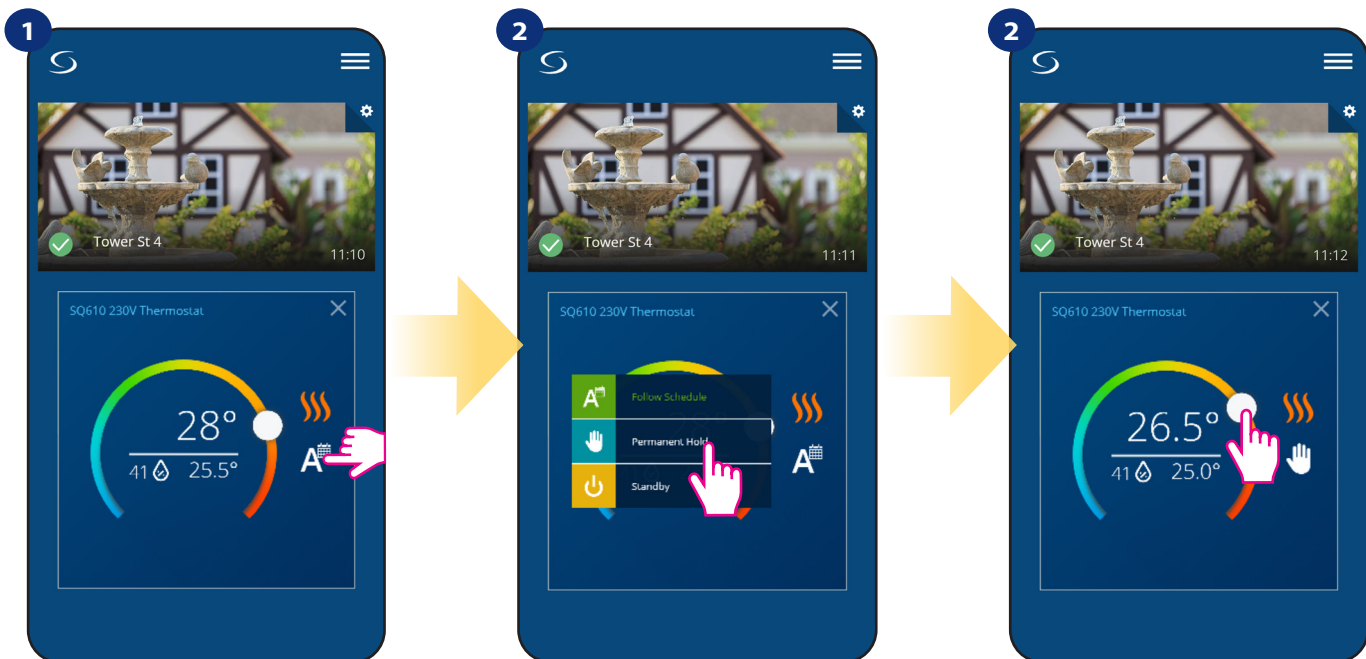 1
Tower St 4
11:10
SQ610 230V Thermostat
28°
41 25.5°
A
2
Tower St 4
11:11
SQ610 230V Thermostat
A Follow Schedule
Permanent Hold
Standby
A
2
Tower St 4
11:12
SQ610 230V Thermostat
26.5°
41 25.0°